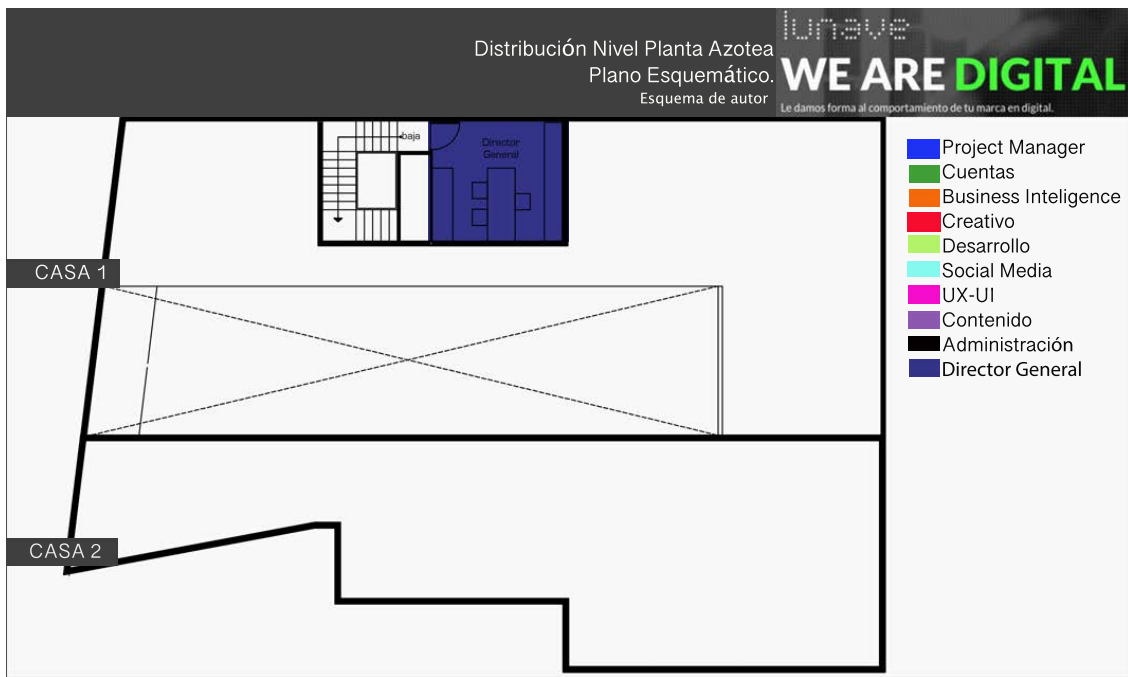 Distribución Nivel Planta Azotea
Plano Esquemático.
Esquema de autor
lunave
WE ARE DIGITAL
Le damos forma al comportamiento de tu marca en digital.
baja
Director
General
Project Manager
Cuentas
Business Inteligence
Creativo
Desarrollo
Social Media
UX-UI
Contenido
Administración
Director General
CASA 1
CASA 2